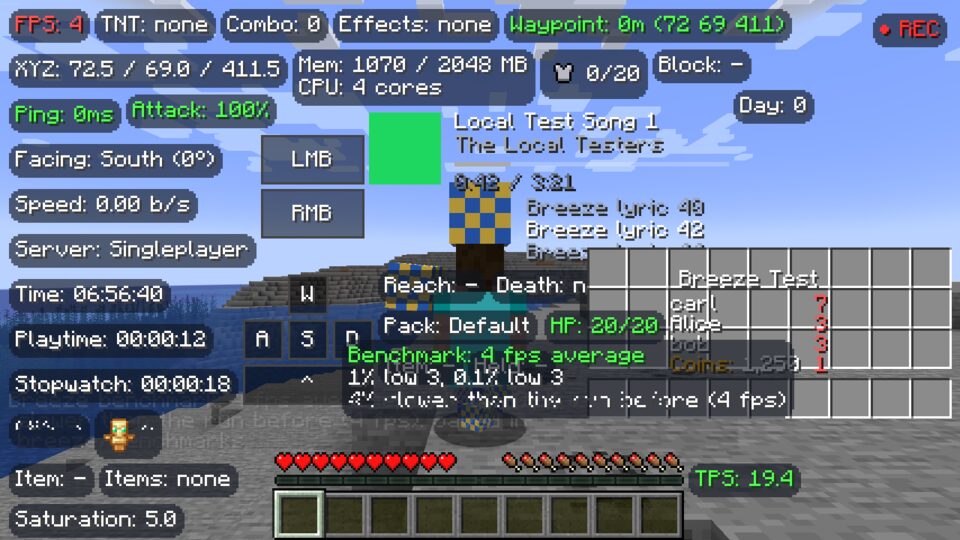 FPS: 4
TNT: none
Combo: 0
Effects: none
Waypoint: 0m (72 69 411)
REC
XYZ: 72.5 / 69.0 / 411.5
Mem: 1070 / 2048 MB
CPU: 4 cores
0/20
Block: -
Day: 0
Ping: 0ms
Attack: 100%
Local Test Song 1
The Local Testers
0:42 / 3:21
Facing: South (0°)
LMB
RMB
Speed: 0.00 b/s
Breeze lyric 40
Breeze lyric 42
Breeze
Server: Singleplayer
Breeze Test
carl 7
Alice 3
bob 3
Coins: 1,250 1
Time: 06:56:40
W
Reach: -
Death: n
Playtime: 00:00:12
A
S
D
Pack: Default
HP: 20/20
Benchmark: 4 fps average
1% low 3, 0.1% low 3
4% slower than the run before (4 fps)
Stopwatch: 00:00:18
^
Item: -
Items: none
TPS: 19.4
Saturation: 5.0